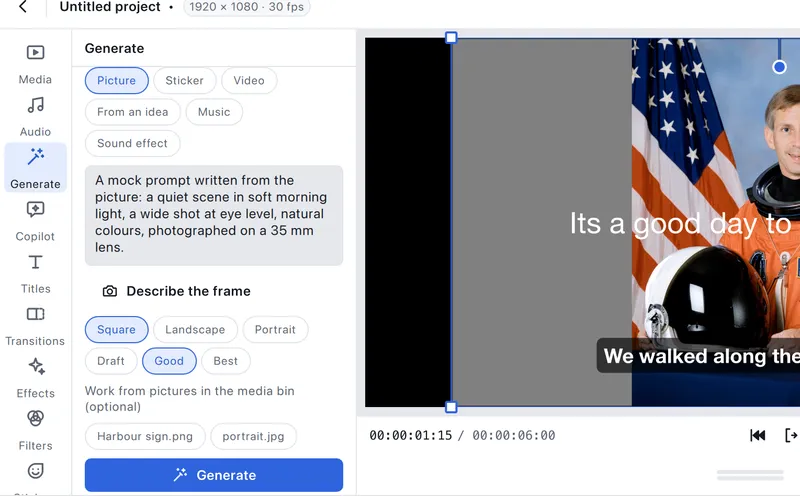 Untitled project • 1920 × 1080 · 30 fps
Media
Audio
Generate
Copilot
Titles
Transitions
Effects
Filters
Generate
Picture
Sticker
Video
From an idea
Music
Sound effect
A mock prompt written from the
picture: a quiet scene in soft morning
light, a wide shot at eye level, natural
colours, photographed on a 35 mm
lens.
Describe the frame
Square
Landscape
Portrait
Draft
Good
Best
Work from pictures in the media bin
(optional)
Harbour sign.png
portrait.jpg
Generate
Its a good day to
We walked along the
00:00:01:15 / 00:00:06:00